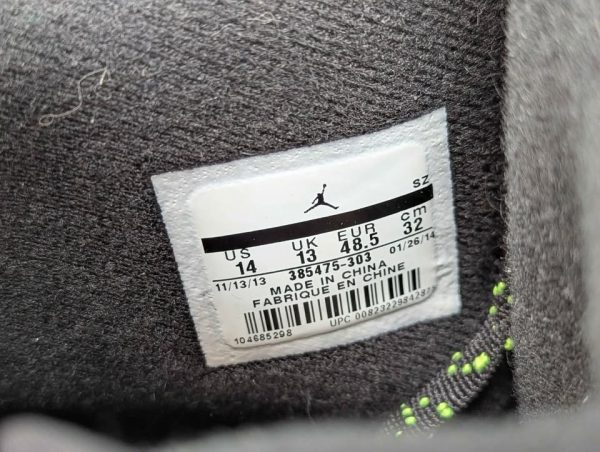 SZ
US UK EUR cm
14 13 48.5 32
11/13/13 385475-303 01/26/14
MADE IN CHINA
FABRIQUE EN CHINE
104685298